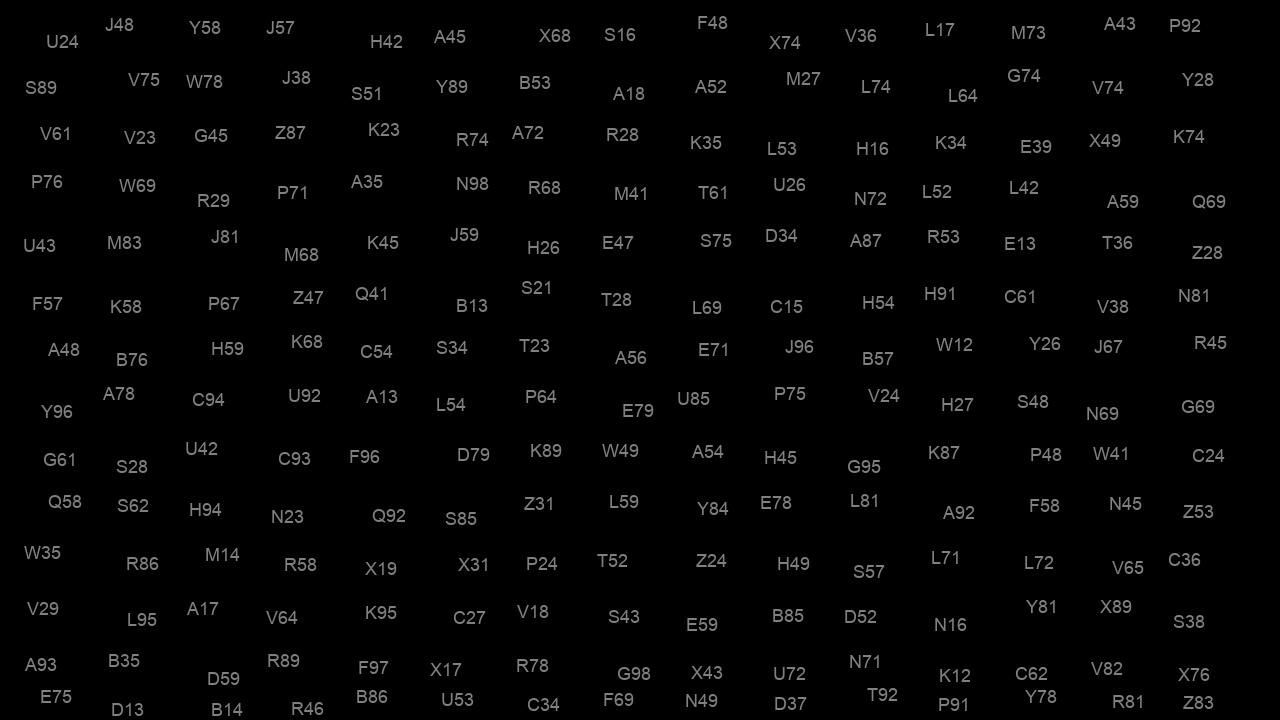 U24 J48 Y58 J57 H42 A45 X68 S16 F48 X74 V36 L17 M73 A43 P92
S89 V75 W78 J38 S51 Y89 B53 A18 A52 M27 L74 L64 G74 V74 Y28
V61 V23 G45 Z87 K23 R74 A72 R28 K35 L53 H16 K34 E39 X49 K74
P76 W69 R29 P71 A35 N98 R68 M41 T61 U26 N72 L52 L42 A59 Q69
U43 M83 J81 M68 K45 J59 H26 E47 S75 D34 A87 R53 E13 T36 Z28
F57 K58 P67 Z47 Q41 B13 S21 T28 L69 C15 H54 H91 C61 V38 N81
A48 B76 H59 K68 C54 S34 T23 A56 E71 J96 B57 W12 Y26 J67 R45
Y96 A78 C94 U92 A13 L54 P64 E79 U85 P75 V24 H27 S48 N69 G69
G61 S28 U42 C93 F96 D79 K89 W49 A54 H45 G95 K87 P48 W41 C24
Q58 S62 H94 N23 Q92 S85 Z31 L59 Y84 E78 L81 A92 F58 N45 Z53
W35 R86 M14 R58 X19 X31 P24 T52 Z24 H49 S57 L71 L72 V65 C36
V29 L95 A17 V64 K95 C27 V18 S43 E59 B85 D52 N16 Y81 X89 S38
A93 B35 D59 R89 F97 X17 R78 G98 X43 U72 N71 K12 C62 V82 X76
E75 D13 B14 R46 B86 U53 C34 F69 N49 D37 T92 P91 Y78 R81 Z83